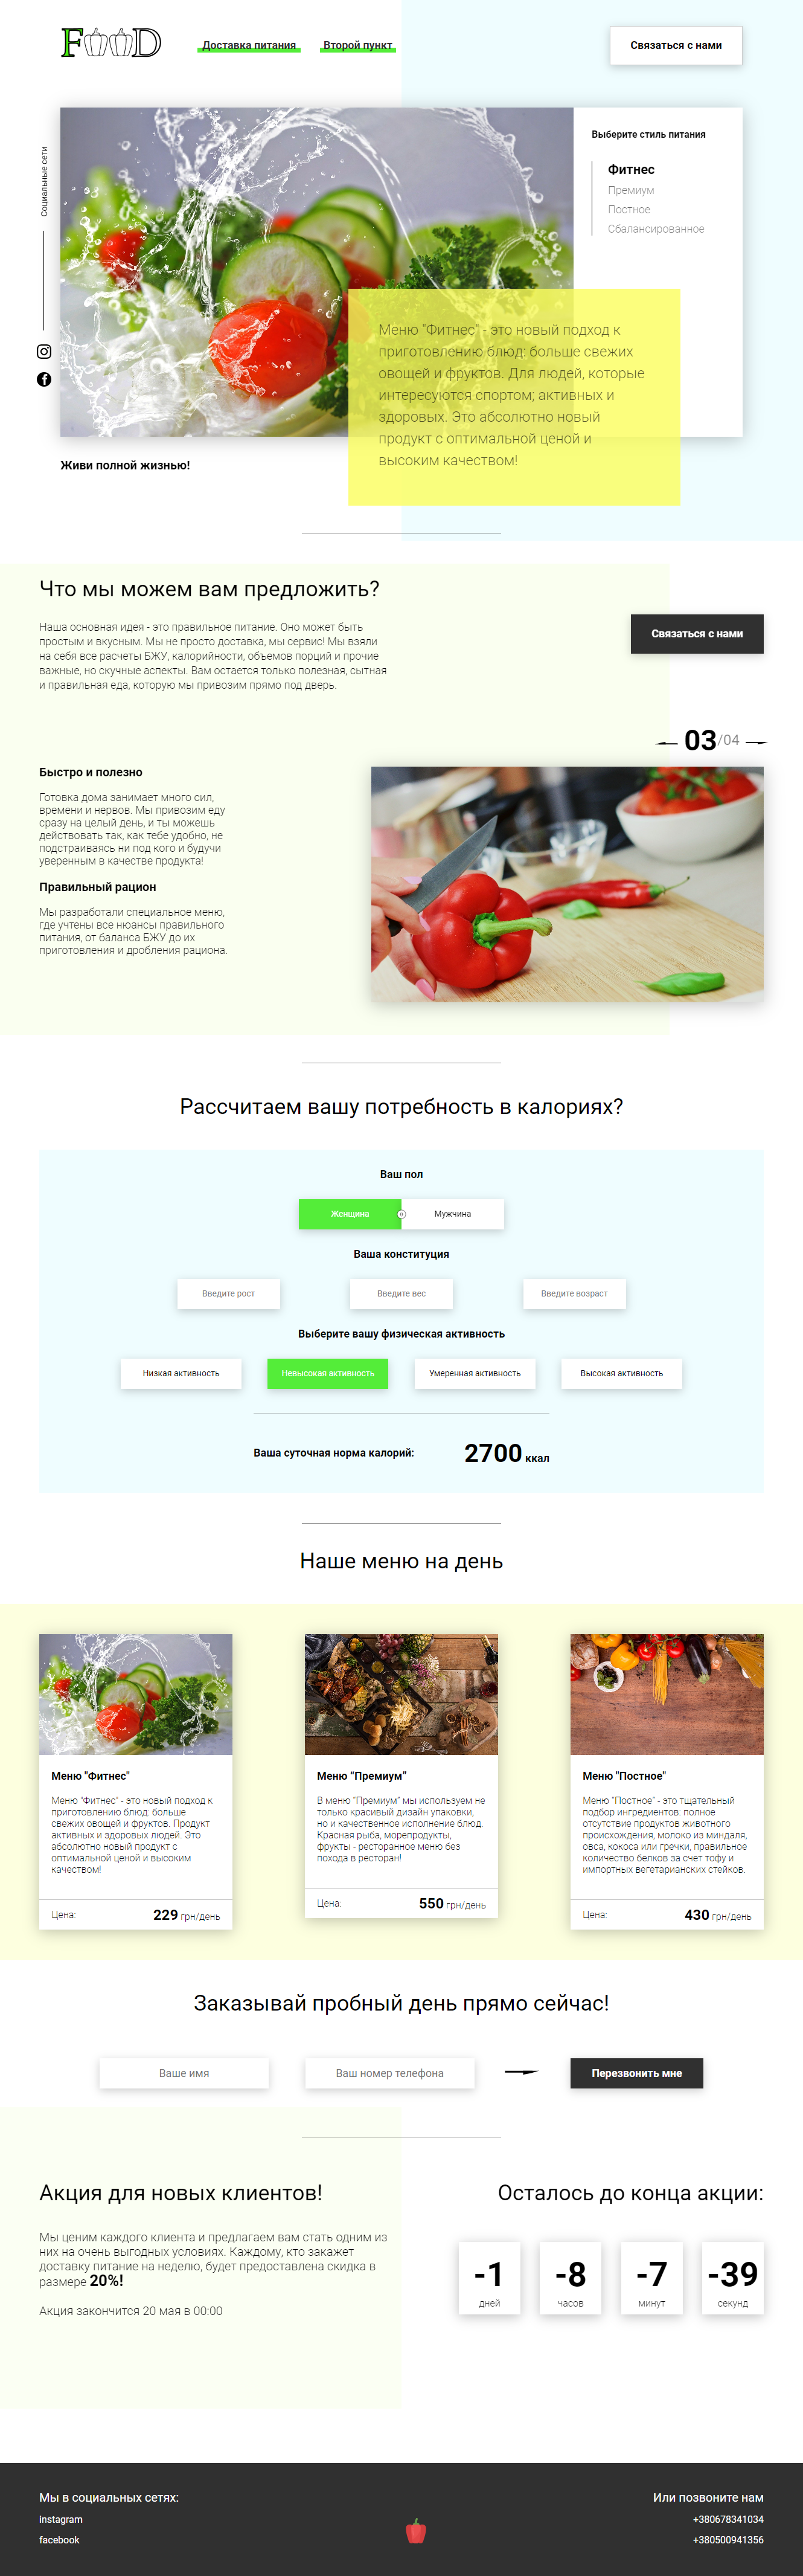 FOOD
Доставка питания
Второй пункт
Связаться с нами
Социальные сети
Выберите стиль питания
Фитнес
Премиум
Постное
Сбалансированное
Меню "Фитнес" - это новый подход к
приготовлению блюд: больше свежих
овощей и фруктов. Для людей, которые
интересуются спортом; активных и
здоровых. Это абсолютно новый
продукт с оптимальной ценой и
высоким качеством!
Живи полной жизнью!
Что мы можем вам предложить?
Наша основная идея - это правильное питание. Оно может быть
простым и вкусным. Мы не просто доставка, мы сервис! Мы взяли
на себя все расчеты БЖУ, калорийности, объемов порций и прочие
важные, но скучные аспекты. Вам остается только полезная, сытная
и правильная еда, которую мы привозим прямо под дверь.
Связаться с нами
03/04
Быстро и полезно
Готовка дома занимает много сил,
времени и нервов. Мы привозим еду
сразу на целый день, и ты можешь
действовать так, как тебе удобно, не
подстраиваясь ни под кого и будучи
уверенным в качестве продукта!
Правильный рацион
Мы разработали специальное меню,
где учтены все нюансы правильного
питания, от баланса БЖУ до их
приготовления и дробления рациона.
Рассчитаем вашу потребность в калориях?
Ваш пол
Женщина
Мужчина
Ваша конституция
Введите рост
Введите вес
Введите возраст
Выберите вашу физическая активность
Низкая активность
Невысокая активность
Умеренная активность
Высокая активность
Ваша суточная норма калорий:
2700 ккал
Наше меню на день
Меню "Фитнес"
Меню "Фитнес" - это новый подход к
приготовлению блюд: больше
свежих овощей и фруктов. Продукт
активных и здоровых людей. Это
абсолютно новый продукт с
оптимальной ценой и высоким
качеством!
Цена:
229 грн/день
Меню “Премиум”
В меню “Премиум” мы используем не
только красивый дизайн упаковки,
но и качественное исполнение блюд.
Красная рыба, морепродукты,
фрукты - ресторанное меню без
похода в ресторан!
Цена:
550 грн/день
Меню "Постное"
Меню “Постное” - это тщательный
подбор ингредиентов: полное
отсутствие продуктов животного
происхождения, молоко из миндаля,
овса, кокоса или гречки, правильное
количество белков за счет тофу и
импортных вегетарианских стейков.
Цена:
430 грн/день
Заказывай пробный день прямо сейчас!
Ваше имя
Ваш номер телефона
Перезвонить мне
Акция для новых клиентов!
Мы ценим каждого клиента и предлагаем вам стать одним из
них на очень выгодных условиях. Каждому, кто закажет
доставку питание на неделю, будет предоставлена скидка в
размере 20%!
Акция закончится 20 мая в 00:00
Осталось до конца акции:
-1
дней
-8
часов
-7
минут
-39
секунд
Мы в социальных сетях:
instagram
facebook
Или позвоните нам
+380678341034
+380500941356